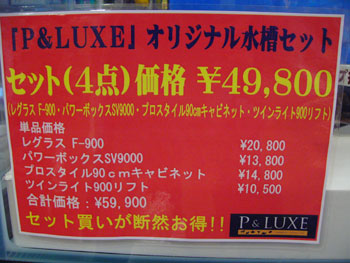 『P&LUXE』オリジナル水槽セット
セット(4点)価格 ¥49,800
(レグラス F-900・パワーボックスSV9000・プロスタイル90cmキャビネット・ツインライト900リフト)
単品価格
レグラス F-900 ¥20,800
パワーボックスSV9000 ¥13,800
プロスタイル90cmキャビネット ¥14,800
ツインライト900リフト ¥10,500
合計価格:¥59,900
セット買いが断然お得!!
P&LUXE